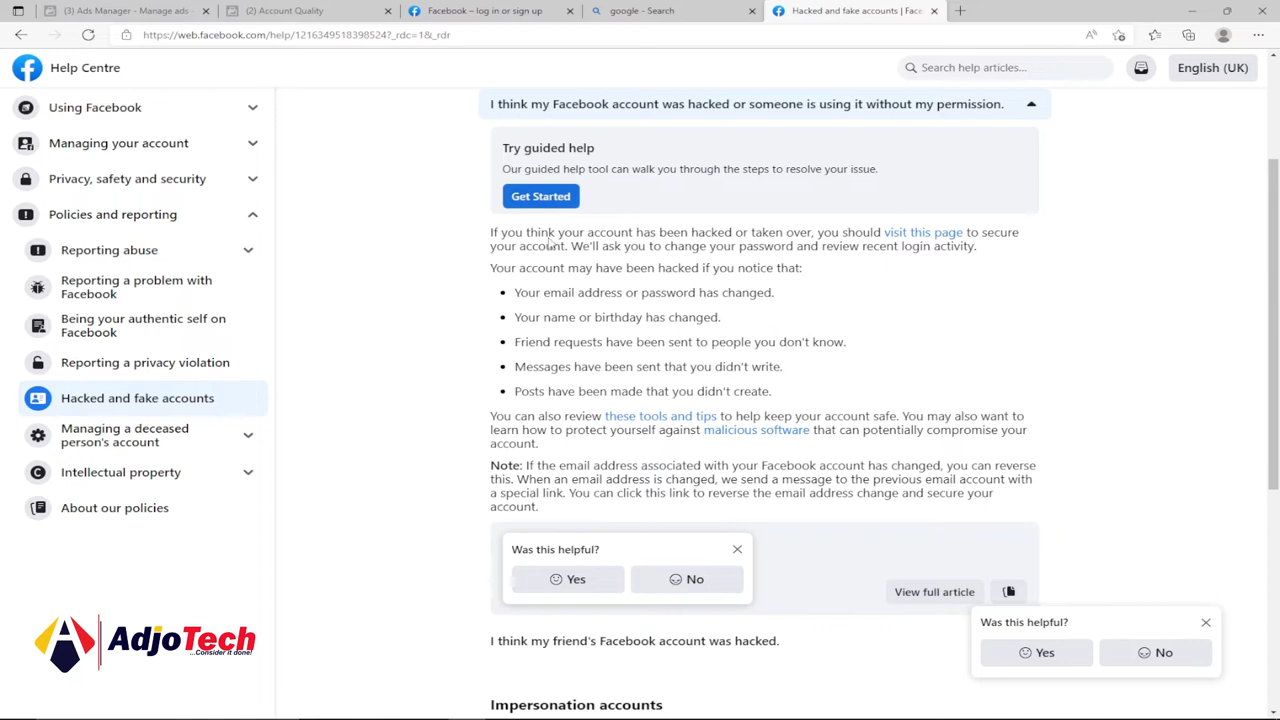 (3) Ads Manager - Manage ads -
(2) Account Quality
Facebook – log in or sign up
google - Search
Hacked and fake accounts | Face
https://web.facebook.com/help/1216349518398524?_rdc=1&_rdr
Help Centre
Search help articles...
English (UK)
Using Facebook
Managing your account
Privacy, safety and security
Policies and reporting
Reporting abuse
Reporting a problem with
Facebook
Being your authentic self on
Facebook
Reporting a privacy violation
Hacked and fake accounts
Managing a deceased
person's account
Intellectual property
About our policies
AdjoTech
...Consider it done!
I think my Facebook account was hacked or someone is using it without my permission.
Try guided help
Our guided help tool can walk you through the steps to resolve your issue.
Get Started
If you think your account has been hacked or taken over, you should visit this page to secure
your account. We'll ask you to change your password and review recent login activity.
Your account may have been hacked if you notice that:
• Your email address or password has changed.
• Your name or birthday has changed.
• Friend requests have been sent to people you don't know.
• Messages have been sent that you didn't write.
• Posts have been made that you didn't create.
You can also review these tools and tips to help keep your account safe. You may also want to
learn how to protect yourself against malicious software that can potentially compromise your
account.
Note: If the email address associated with your Facebook account has changed, you can reverse
this. When an email address is changed, we send a message to the previous email account with
a special link. You can click this link to reverse the email address change and secure your
account.
Was this helpful?
Yes
No
View full article
I think my friend's Facebook account was hacked.
Was this helpful?
Yes
No
Impersonation accounts